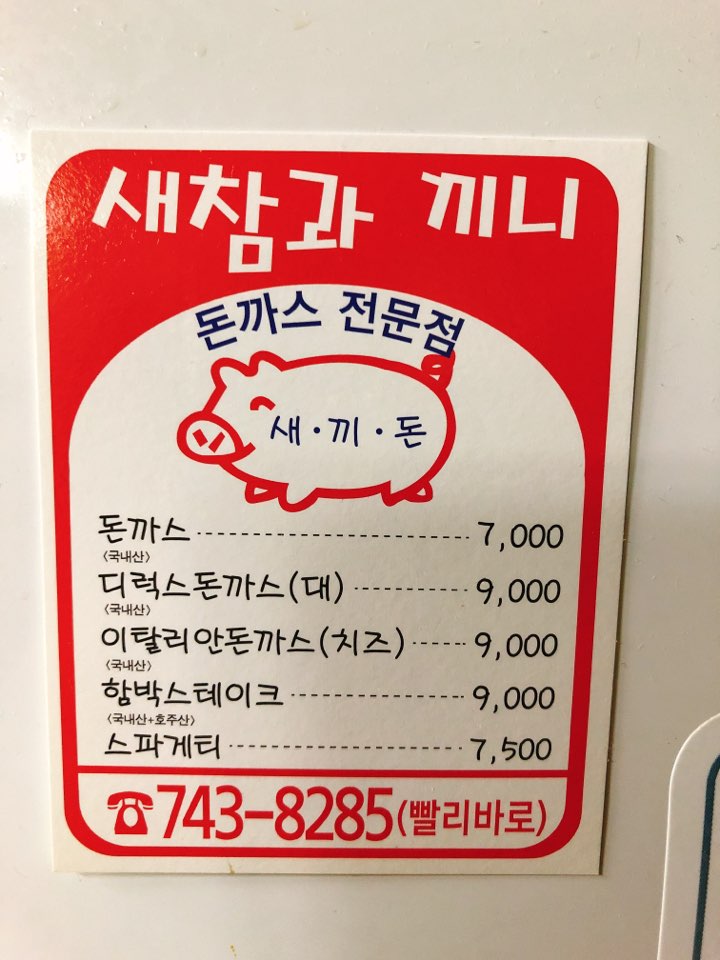 새참과 끼니
돈까스 전문점
새·끼·돈
돈까스 7,000
<국내산>
디럭스돈까스(대) 9,000
<국내산>
이탈리안돈까스(치즈) 9,000
<국내산>
함박스테이크 9,000
<국내산+호주산>
스파게티 7,500
☎743-8285(빨리바로)